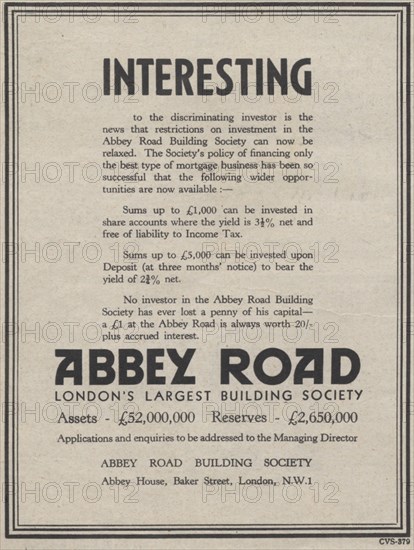 INTERESTING
to the discriminating investor is the
news that restrictions on investment in the
Abbey Road Building Society can now be
relaxed. The Society's policy of financing only
the best type of mortgage business has been so
successful that the following wider oppor-
tunities are now available :—
Sums up to £1,000 can be invested in
share accounts where the yield is 3½% net and
free of liability to Income Tax.
Sums up to £5,000 can be invested upon
Deposit (at three months' notice) to bear the
yield of 2¾% net.
No investor in the Abbey Road Building
Society has ever lost a penny of his capital—
a £1 at the Abbey Road is always worth 20/-
plus accrued interest.
ABBEY ROAD
LONDON'S LARGEST BUILDING SOCIETY
Assets - £52,000,000 Reserves - £2,650,000
Applications and enquiries to be addressed to the Managing Director
ABBEY ROAD BUILDING SOCIETY
Abbey House, Baker Street, London, N.W.1
CVS-379